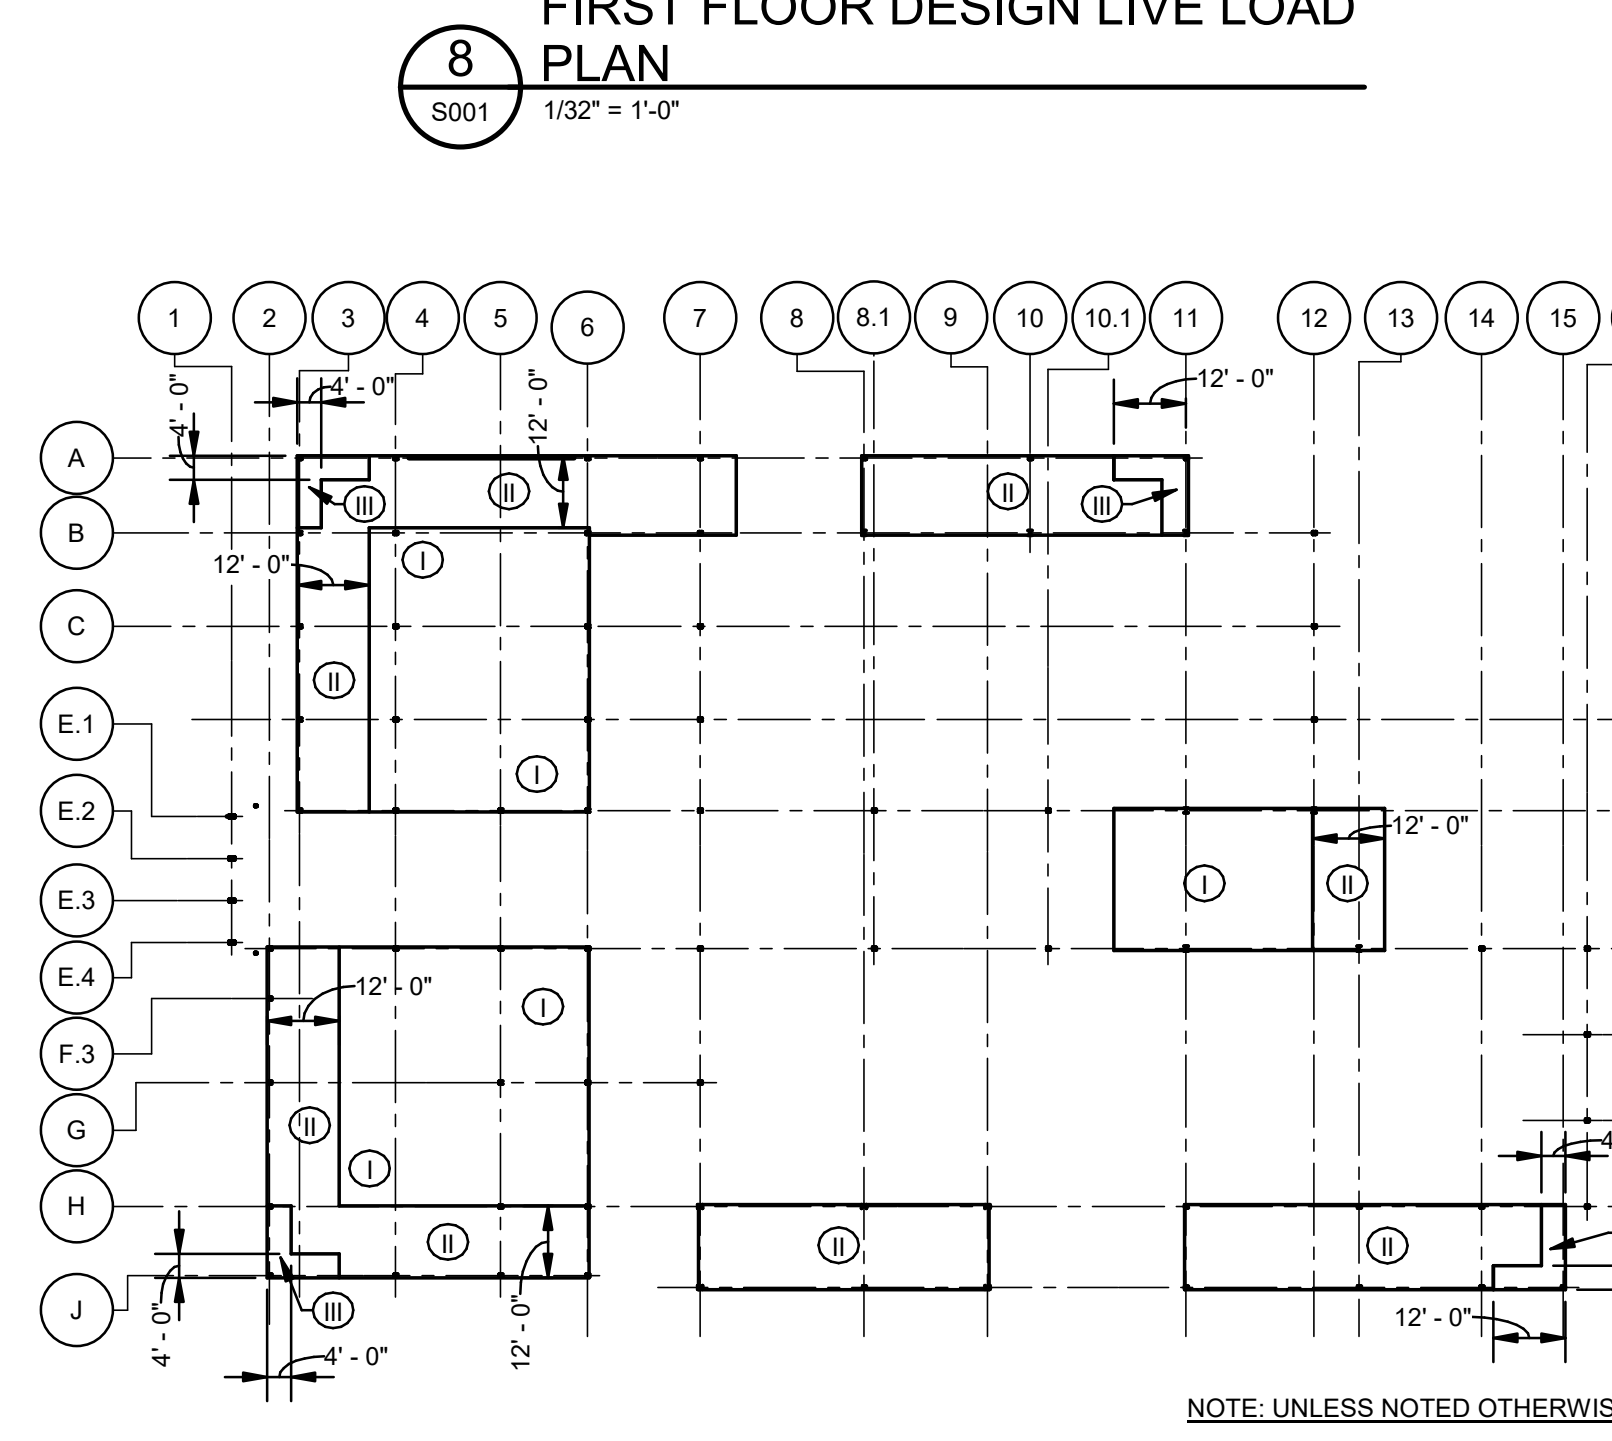 FIRST FLOOR DESIGN LIVE LOAD
PLAN
8
S001
1/32" = 1'-0"
1 2 3 4 5 6 7 8 8.1 9 10 10.1 11 12 13 14 15
4' - 0"
4' - 0"
12' - 0"
12' - 0"
A
III
II
II
III
B
12' - 0"
I
C
II
E.1
I
E.2
12' - 0"
I
II
E.3
E.4
12' - 0"
I
F.3
G
II
I
H
II
II
II
J
4' - 0"
III
12' - 0"
12' - 0"
4' - 0"
NOTE: UNLESS NOTED